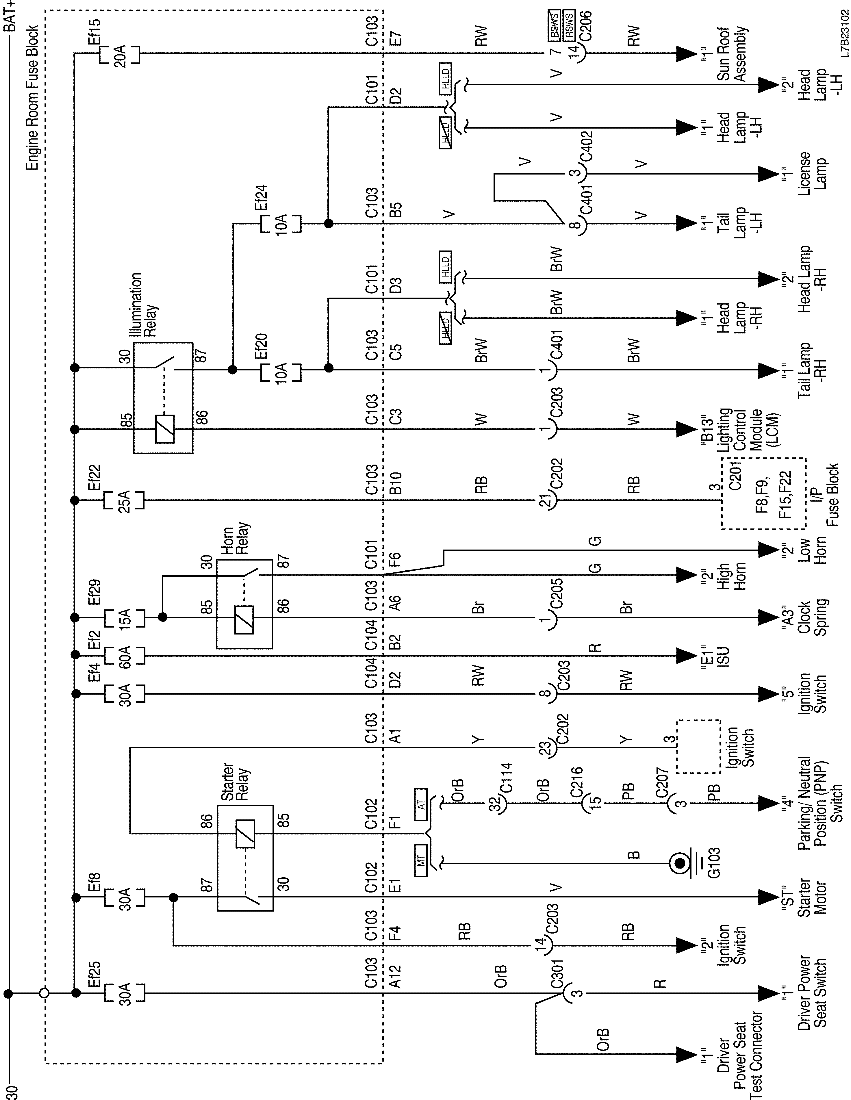 30 BAT+
Engine Room Fuse Block
Ef25
30A
C103
A12
OrB
C301
3
R
"1"
Driver Power
Seat Switch
OrB
"1"
Driver
Power Seat
Test Connector
Ef8
30A
C103
F4
RB
C203
14
RB
"2"
Ignition
Switch
Starter
Relay
87
30
86
85
C102
E1
V
"ST"
Starter
Motor
C102
F1
MT
B
G103
AT
OrB
C114
32
OrB
C216
15
PB
C207
3
PB
"4"
Parking/ Neutral
Position (PNP)
Switch
C103
A1
Y
C202
23
Y
3
Ignition
Switch
Ef4
30A
C104
D2
RW
C203
8
RW
"5"
Ignition
Switch
Ef2
60A
C104
B2
R
"E1"
ISU
Ef29
15A
Horn
Relay
85
86
30
87
C103
A6
Br
C205
1
Br
"A3"
Clock
Spring
C101
F6
G
"2"
High
Horn
G
"2"
Low
Horn
Ef22
25A
C103
B10
RB
C202
21
RB
3
C201
F8,F9,
F15,F22
I/P
Fuse Block
Illumination
Relay
85
86
30
87
C103
C3
W
C203
1
W
"B13"
Lighting
Control
Module
(LCM)
Ef20
10A
C103
C5
BrW
C401
1
BrW
"1"
Tail Lamp
-RH
C101
D3
HLLD
BrW
"1"
Head
Lamp
-RH
HLLD
BrW
"2"
Head Lamp
-RH
Ef24
10A
C103
B5
V
C401
8
V
"1"
Tail
Lamp
-LH
V
C402
3
V
"1"
License
Lamp
C101
D2
HLLD
V
"1"
Head
Lamp
-LH
HLLD
V
"2"
Head
Lamp
-LH
Ef15
20A
C103
E7
RW
7
BSWS
14
RSWS
C206
RW
"1"
Sun Roof
Assembly
L7B23102